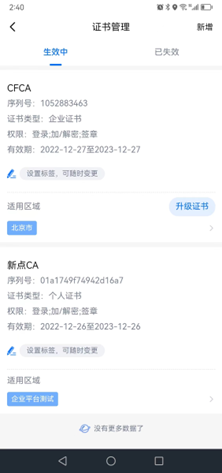 2:40
证书管理
新增
生效中
已失效
CFCA
序列号：1052883463
证书类型：企业证书
权限：登录;加/解密;签章
有效期：2022-12-27至2023-12-27
设置标签，可随时变更
适用区域
升级证书
北京市
新点CA
序列号：01a1749f74942d16a7
证书类型：个人证书
权限：登录;加/解密;签章
有效期：2022-12-26至2023-12-26
设置标签，可随时变更
适用区域
企业平台测试
没有更多数据了